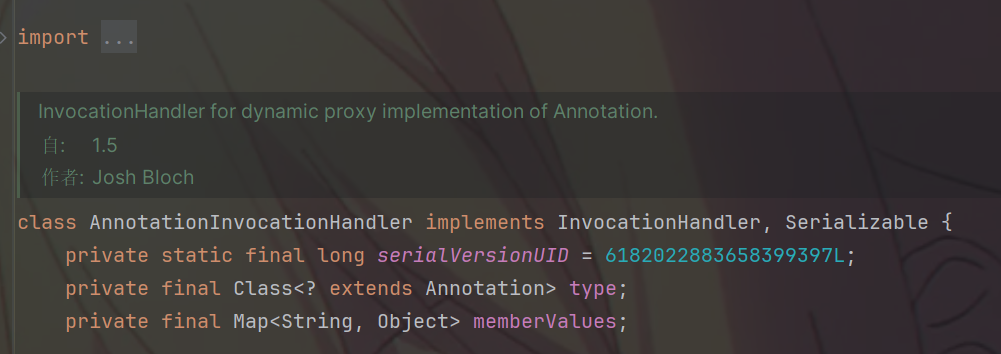 import ...
InvocationHandler for dynamic proxy implementation of Annotation.
自: 1.5
作者: Josh Bloch
class AnnotationInvocationHandler implements InvocationHandler, Serializable {
private static final long serialVersionUID = 6182022883658399397L;
private final Class<? extends Annotation> type;
private final Map<String, Object> memberValues;